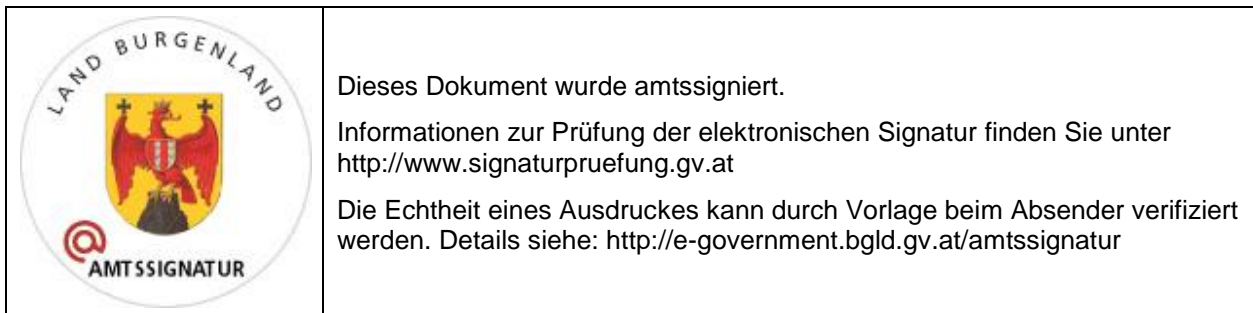 LAND BURGENLAND
@
AMTSSIGNATUR
Dieses Dokument wurde amtssigniert.
Informationen zur Prüfung der elektronischen Signatur finden Sie unter
http://www.signaturpruefung.gv.at
Die Echtheit eines Ausdruckes kann durch Vorlage beim Absender verifiziert
werden. Details siehe: http://e-government.bgld.gv.at/amtssignatur